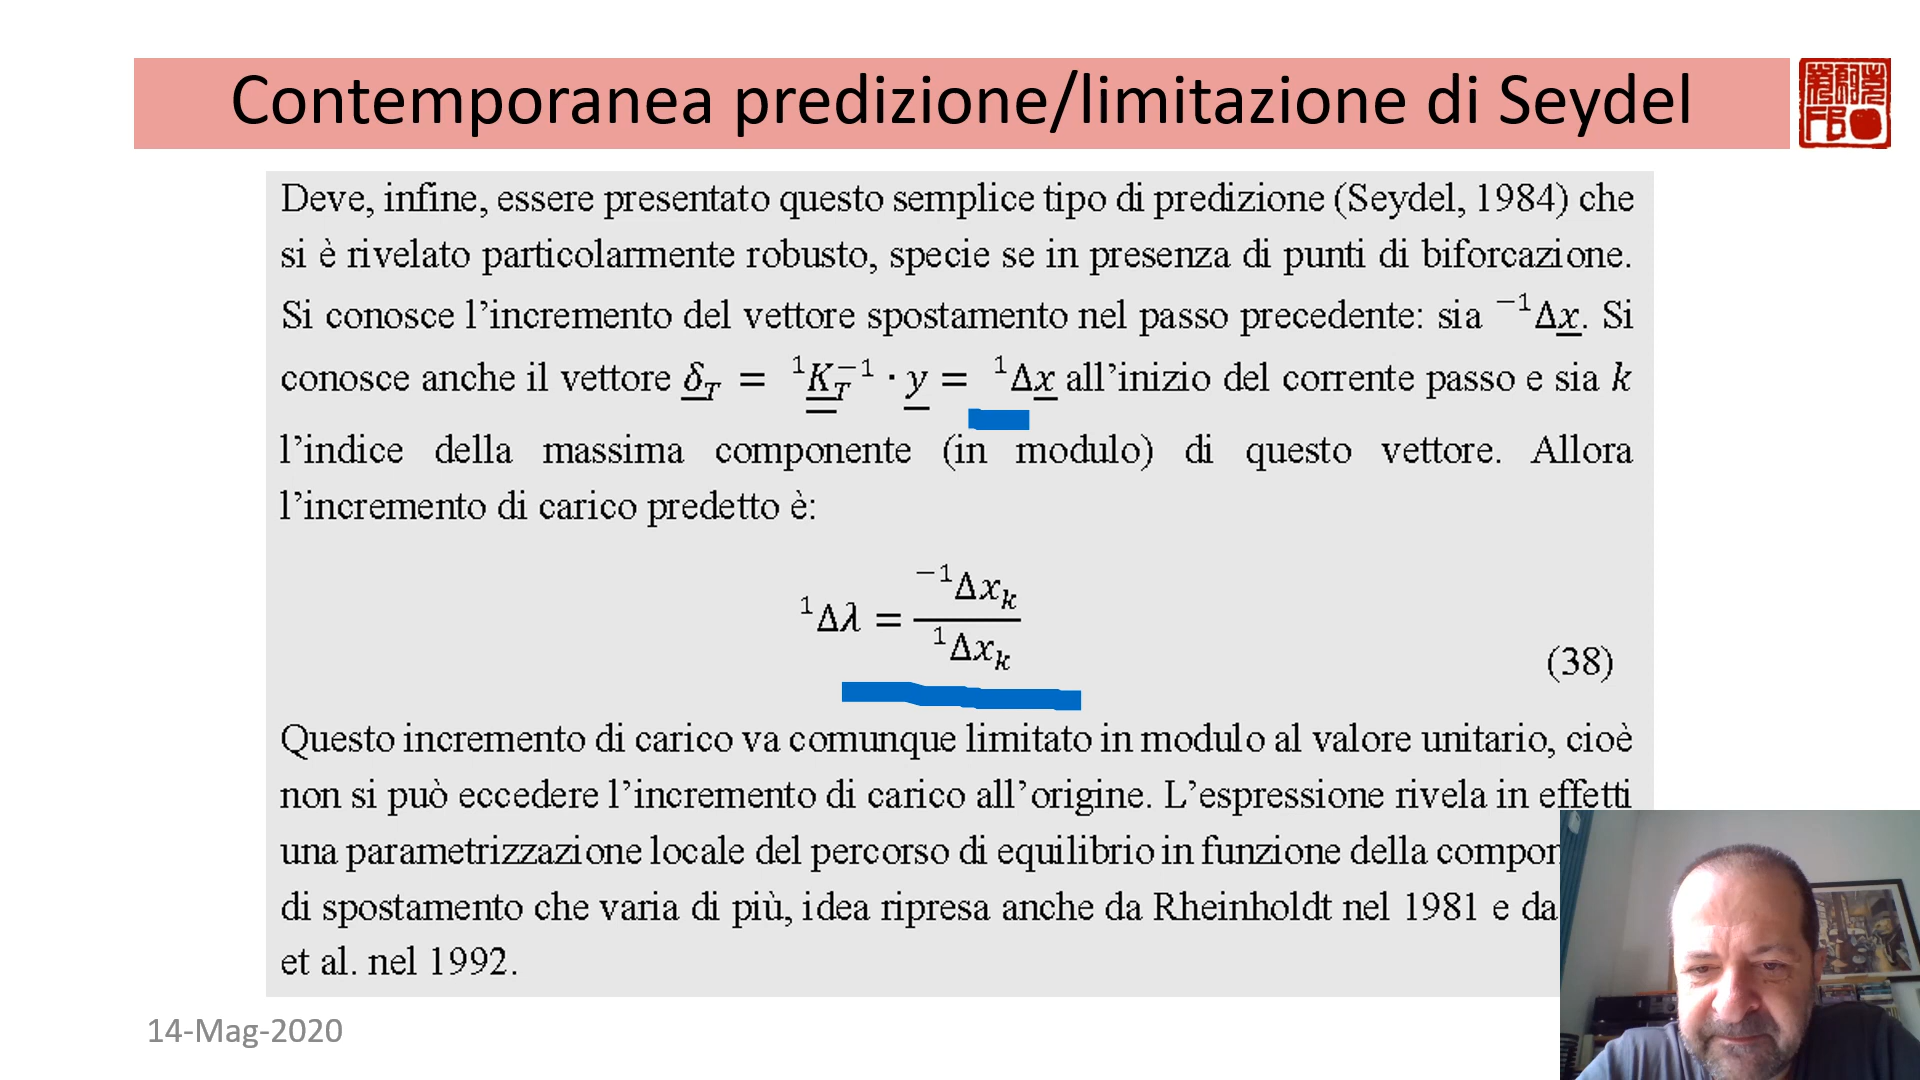 Contemporanea predizione/limitazione di Seydel
Deve, infine, essere presentato questo semplice tipo di predizione (Seydel, 1984) che
si è rivelato particolarmente robusto, specie se in presenza di punti di biforcazione.
Si conosce l’incremento del vettore spostamento nel passo precedente: sia ⁻¹Δx. Si
conosce anche il vettore δ_T = ¹K_T⁻¹ · y = ¹Δx all’inizio del corrente passo e sia k
l’indice della massima componente (in modulo) di questo vettore. Allora
l’incremento di carico predetto è:
¹Δλ = ⁻¹Δx_k / ¹Δx_k
(38)
Questo incremento di carico va comunque limitato in modulo al valore unitario, cioè
non si può eccedere l’incremento di carico all’origine. L’espressione rivela in effetti
una parametrizzazione locale del percorso di equilibrio in funzione della compon
di spostamento che varia di più, idea ripresa anche da Rheinholdt nel 1981 e da
et al. nel 1992.
14-Mag-2020